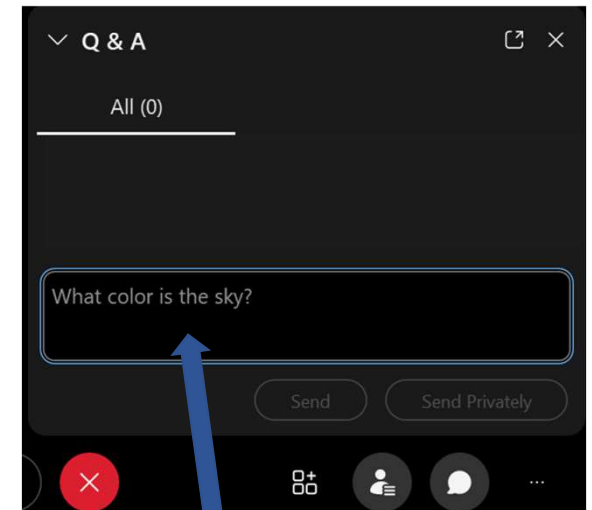 Q & A
All (0)
What color is the sky?
Send
Send Privately